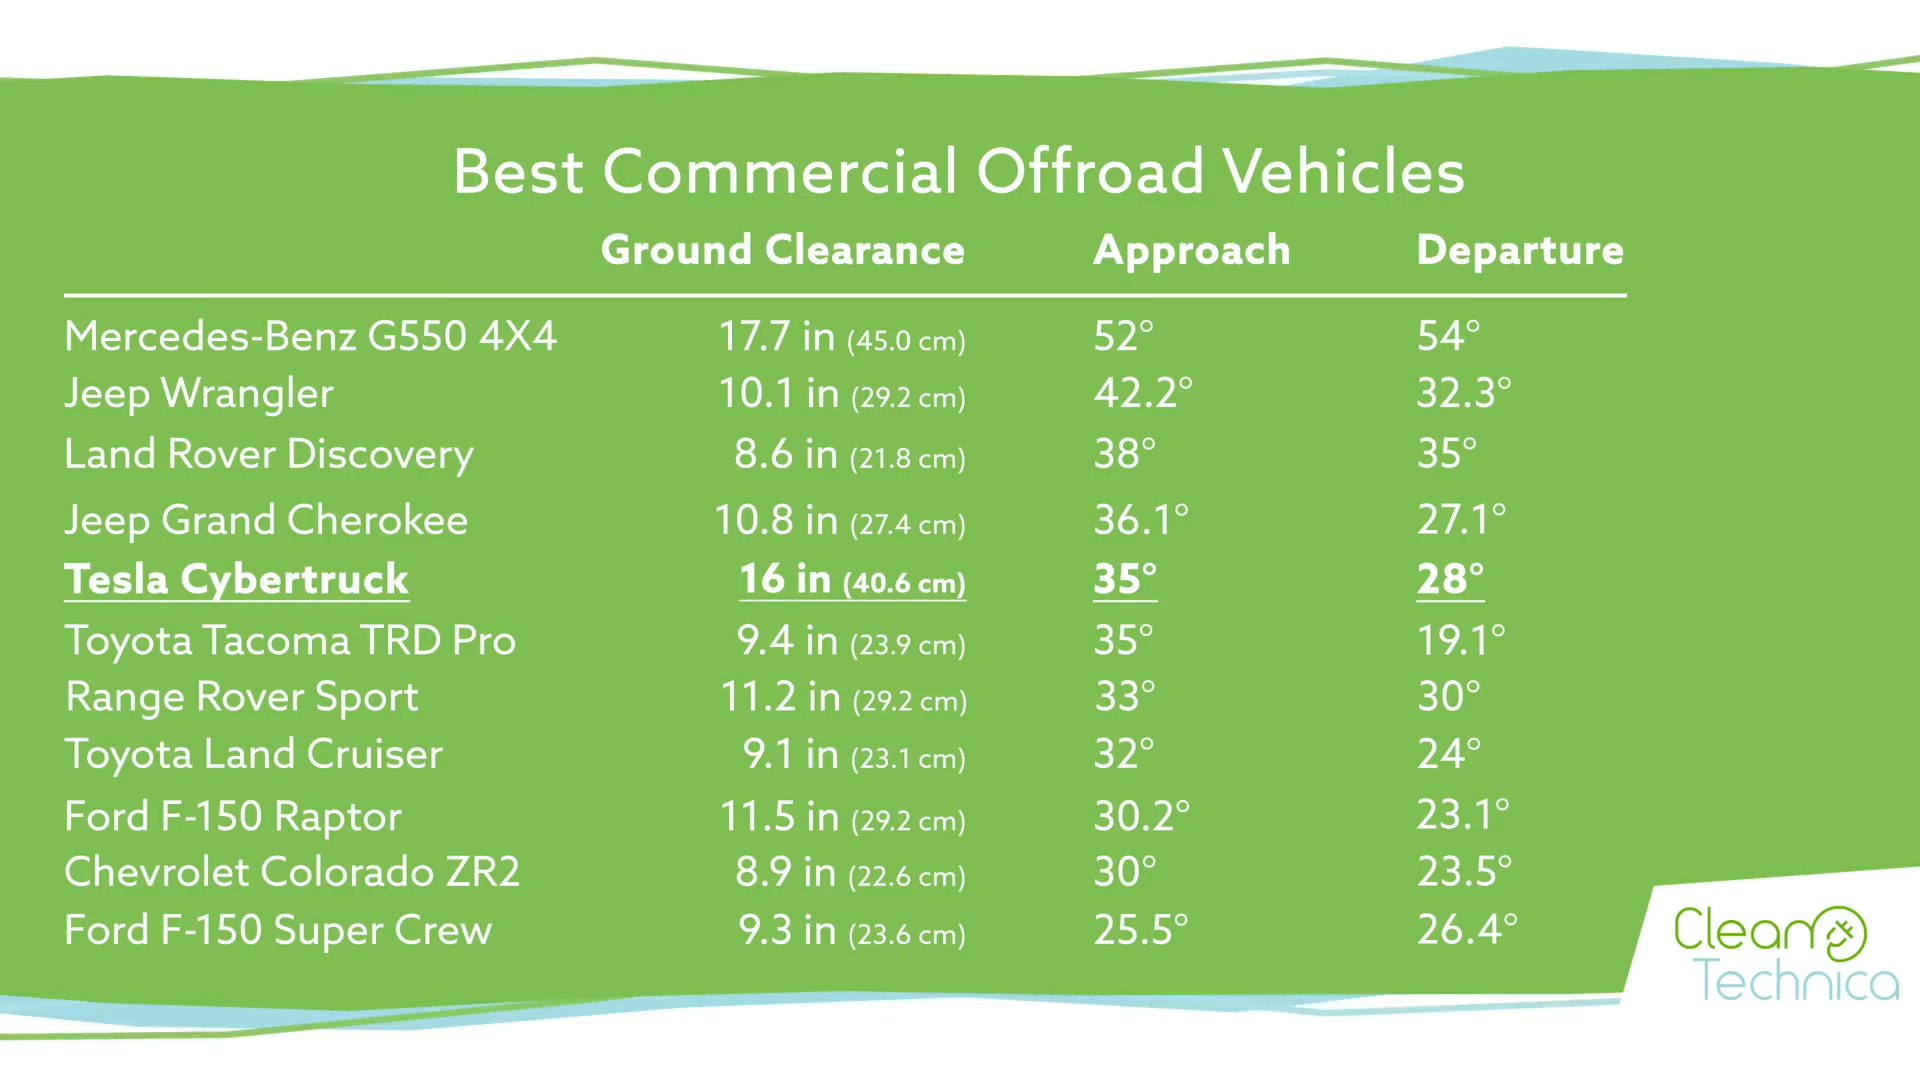 Best Commercial Offroad Vehicles
Ground Clearance Approach Departure
Mercedes-Benz G550 4X4 17.7 in (45.0 cm) 52° 54°
Jeep Wrangler 10.1 in (29.2 cm) 42.2° 32.3°
Land Rover Discovery 8.6 in (21.8 cm) 38° 35°
Jeep Grand Cherokee 10.8 in (27.4 cm) 36.1° 27.1°
Tesla Cybertruck 16 in (40.6 cm) 35° 28°
Toyota Tacoma TRD Pro 9.4 in (23.9 cm) 35° 19.1°
Range Rover Sport 11.2 in (29.2 cm) 33° 30°
Toyota Land Cruiser 9.1 in (23.1 cm) 32° 24°
Ford F-150 Raptor 11.5 in (29.2 cm) 30.2° 23.1°
Chevrolet Colorado ZR2 8.9 in (22.6 cm) 30° 23.5°
Ford F-150 Super Crew 9.3 in (23.6 cm) 25.5° 26.4°
Clean
Technica